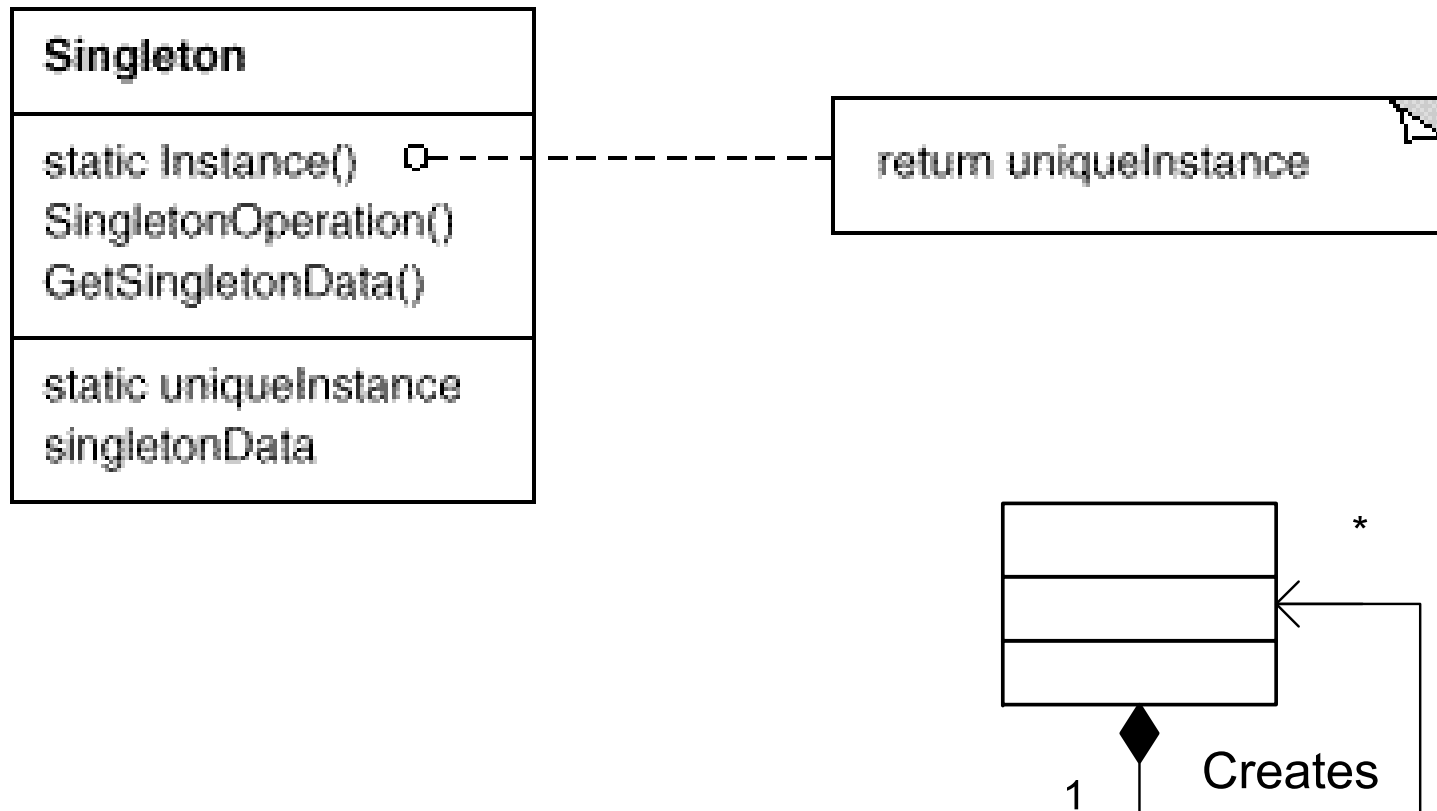 Singleton
static Instance()
SingletonOperation()
GetSingletonData()
static uniqueInstance
singletonData
return uniqueInstance
*
1
Creates